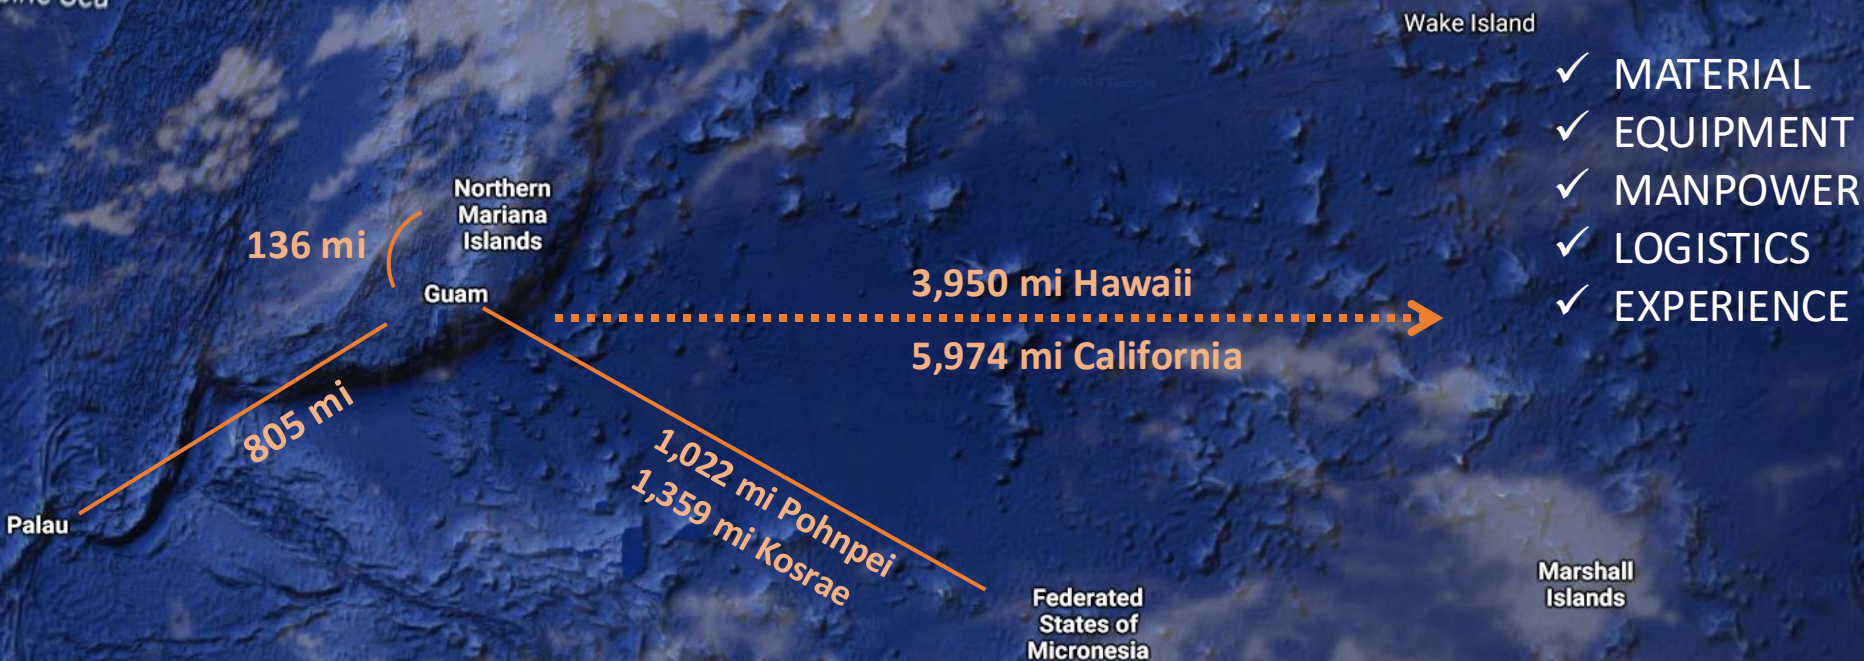 Wake Island
✓ MATERIAL
✓ EQUIPMENT
✓ MANPOWER
✓ LOGISTICS
✓ EXPERIENCE
Northern
Mariana
Islands
136 mi
Guam
3,950 mi Hawaii
5,974 mi California
805 mi
1,022 mi Pohnpei
1,359 mi Kosrae
Palau
Marshall
Islands
Federated
States of
Micronesia